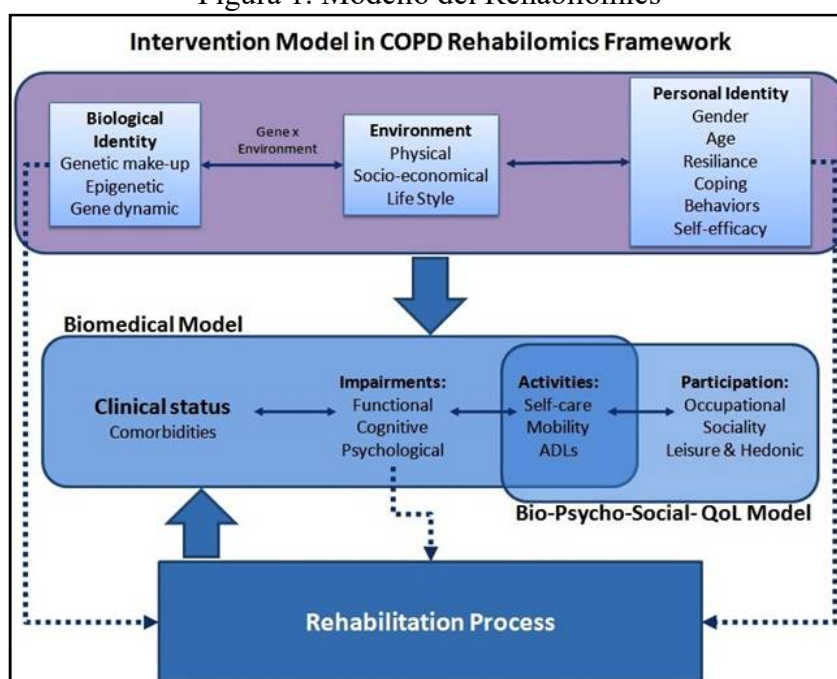 Figura 1: Modello del Rehabilomics
Intervention Model in COPD Rehabilomics Framework
Biological
Identity
Genetic make-up
Epigenetic
Gene dynamic
Gene x
Environment
Environment
Physical
Socio-economical
Life Style
Personal Identity
Gender
Age
Resiliance
Coping
Behaviors
Self-efficacy
Biomedical Model
Clinical status
Comorbidities
Impairments:
Functional
Cognitive
Psychological
Activities:
Self-care
Mobility
ADLs
Participation:
Occupational
Sociality
Leisure & Hedonic
Bio-Psycho-Social- QoL Model
Rehabilitation Process